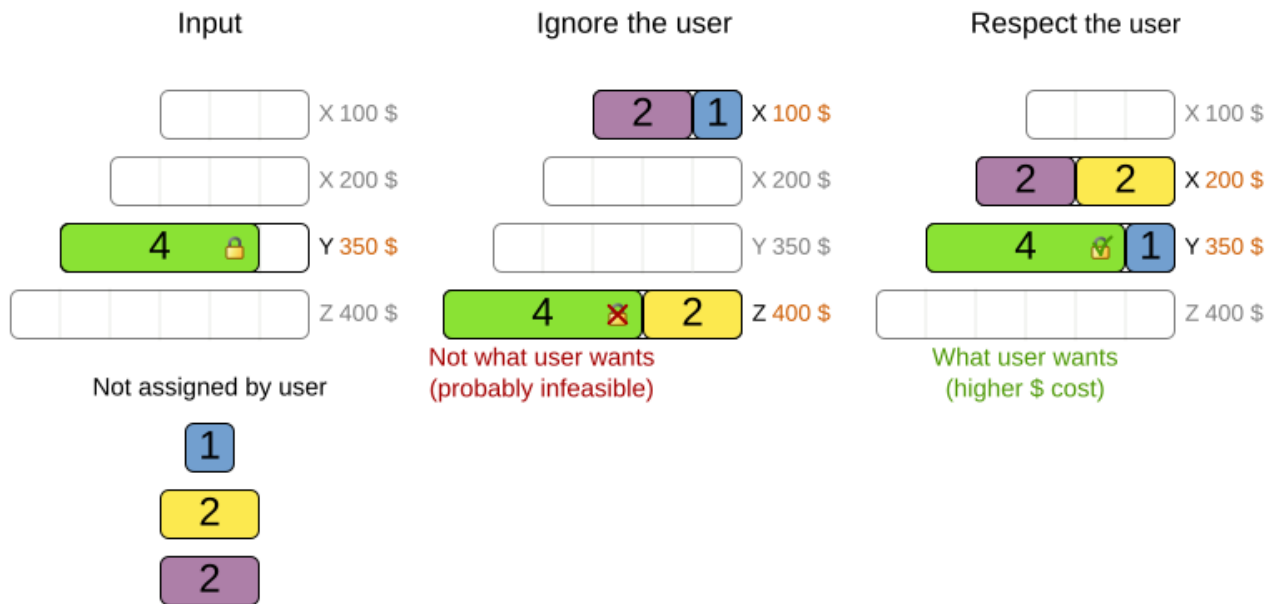 Input
X 100 $
X 200 $
4 Y 350 $
Z 400 $
Not assigned by user
1
2
2
Ignore the user
2 1 X 100 $
X 200 $
Y 350 $
4 2 Z 400 $
Not what user wants
(probably infeasible)
Respect the user
X 100 $
2 2 X 200 $
4 1 Y 350 $
Z 400 $
What user wants
(higher $ cost)